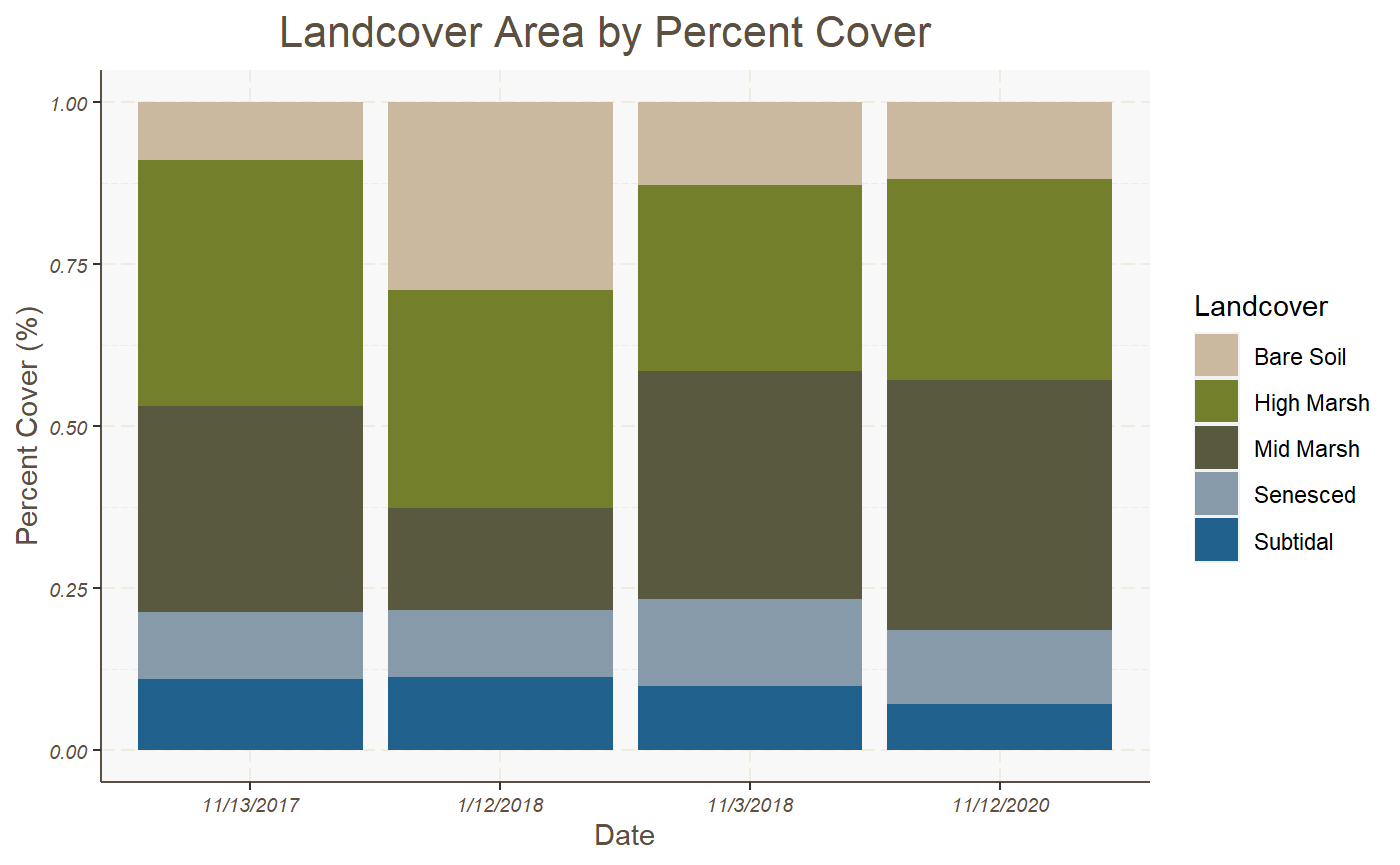 Landcover Area by Percent Cover
Percent Cover (%)
1.00
0.75
0.50
0.25
0.00
11/13/2017
1/12/2018
11/3/2018
11/12/2020
Date
Landcover
Bare Soil
High Marsh
Mid Marsh
Senesced
Subtidal